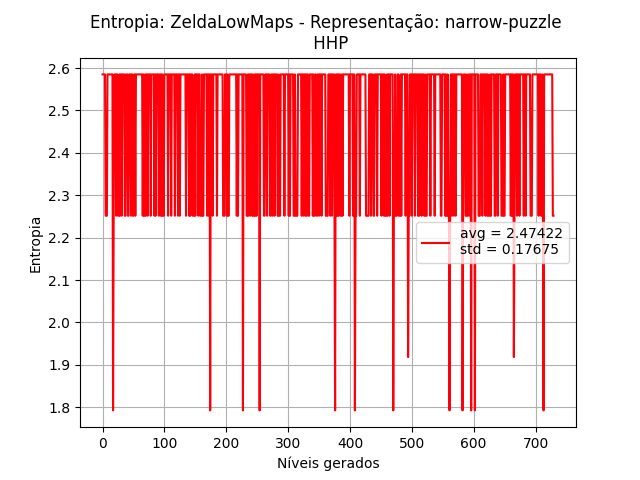 Entropia: ZeldaLowMaps - Representação: narrow-puzzle
HHP
2.6
2.5
2.4
2.3
2.2
2.1
2.0
1.9
1.8
Entropia
avg = 2.47422
std = 0.17675
0 100 200 300 400 500 600 700
Níveis gerados